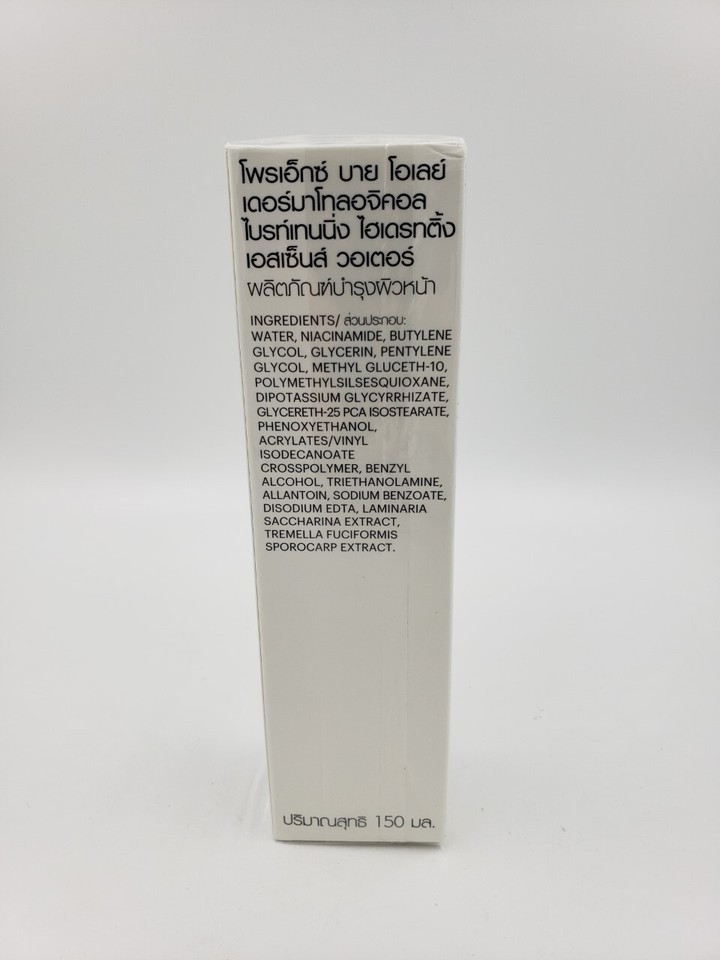 โพรเอ็กซ์ บาย โอเลย์
เดอร์มาโทลอจิคอล
ไบรท์เทนนิ่ง ไฮเดรทติ้ง
เอสเซ็นส์ วอเตอร์
ผลิตภัณฑ์บำรุงผิวหน้า
INGREDIENTS/ ส่วนประกอบ:
WATER, NIACINAMIDE, BUTYLENE
GLYCOL, GLYCERIN, PENTYLENE
GLYCOL, METHYL GLUCETH-10,
POLYMETHYLSILSESQUIOXANE,
DIPOTASSIUM GLYCYRRHIZATE,
GLYCERETH-25 PCA ISOSTEARATE,
PHENOXYETHANOL,
ACRYLATES/VINYL
ISODECANOATE
CROSSPOLYMER, BENZYL
ALCOHOL, TRIETHANOLAMINE,
ALLANTOIN, SODIUM BENZOATE,
DISODIUM EDTA, LAMINARIA
SACCHARINA EXTRACT,
TREMELLA FUCIFORMIS
SPOROCARP EXTRACT.
ปริมาณสุทธิ 150 มล.